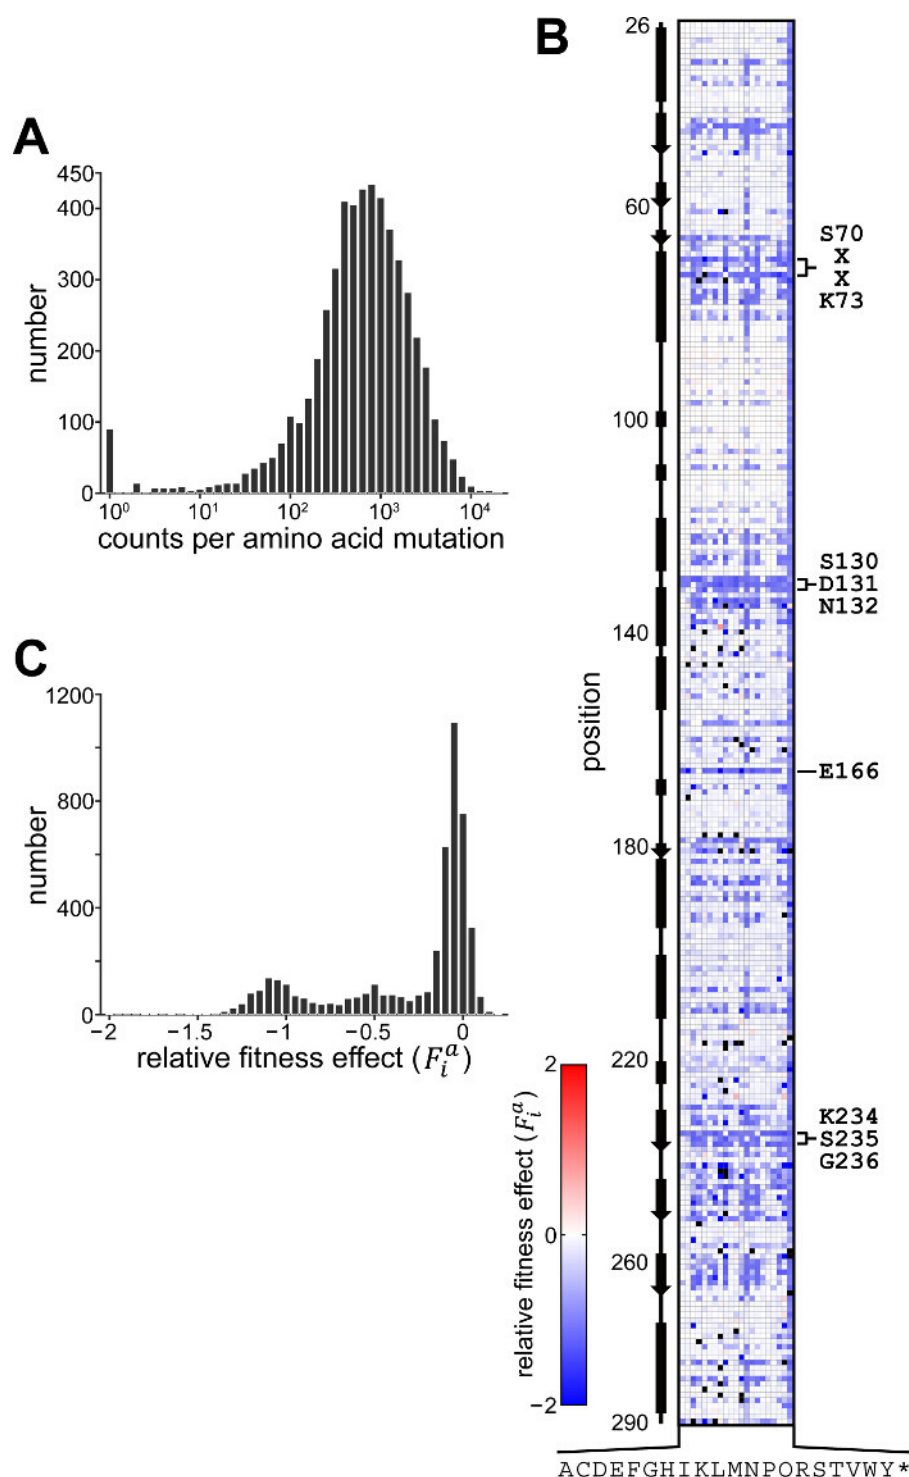 A
450
400
300
200
100
0
number
10⁰ 10¹ 10² 10³ 10⁴
counts per amino acid mutation
C
1200
800
400
0
number
−2 −1.5 −1 −0.5 0
relative fitness effect (F_i^a)
2
0
−2
relative fitness effect (F_i^a)
B
26
60
100
140
180
220
260
290
position
S70
X
X
K73
S130
D131
N132
E166
K234
S235
G236
ACDEFGHIKLMNPQRSTVWY*